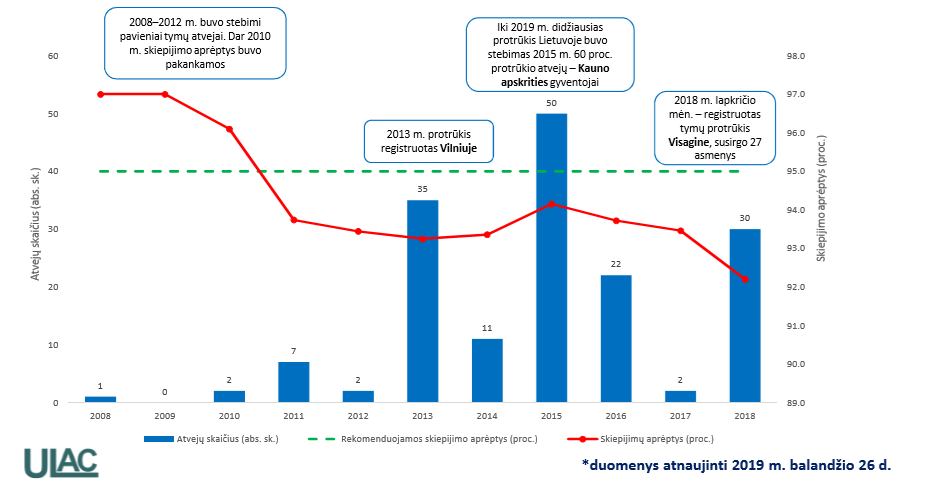 2008–2012 m. buvo stebimi
pavieniai tymų atvejai. Dar 2010
m. skiepijimo aprėptys buvo
pakankamos
Iki 2019 m. didžiausias
protrūkis Lietuvoje buvo
stebimas 2015 m. 60 proc.
protrūkio atvejų – Kauno
apskrities gyventojai
2013 m. protrūkis
registruotas Vilniuje
2018 m. lapkričio
mėn. – registruotas
tymų protrūkis
Visagine, susirgo 27
asmenys
Atvejų skaičius (abs. sk.)
60
50
40
30
20
10
0
1
0
2
7
2
35
11
50
22
2
30
98.0
97.0
96.0
95.0
94.0
93.0
92.0
91.0
90.0
89.0
Skiepijimo aprėptys (proc.)
2008 2009 2010 2011 2012 2013 2014 2015 2016 2017 2018
Atvejų skaičius (abs. sk.) Rekomenduojamos skiepijimo aprėptys (proc.) Skiepijimų aprėptys (proc.)
ULAC
*duomenys atnaujinti 2019 m. balandžio 26 d.